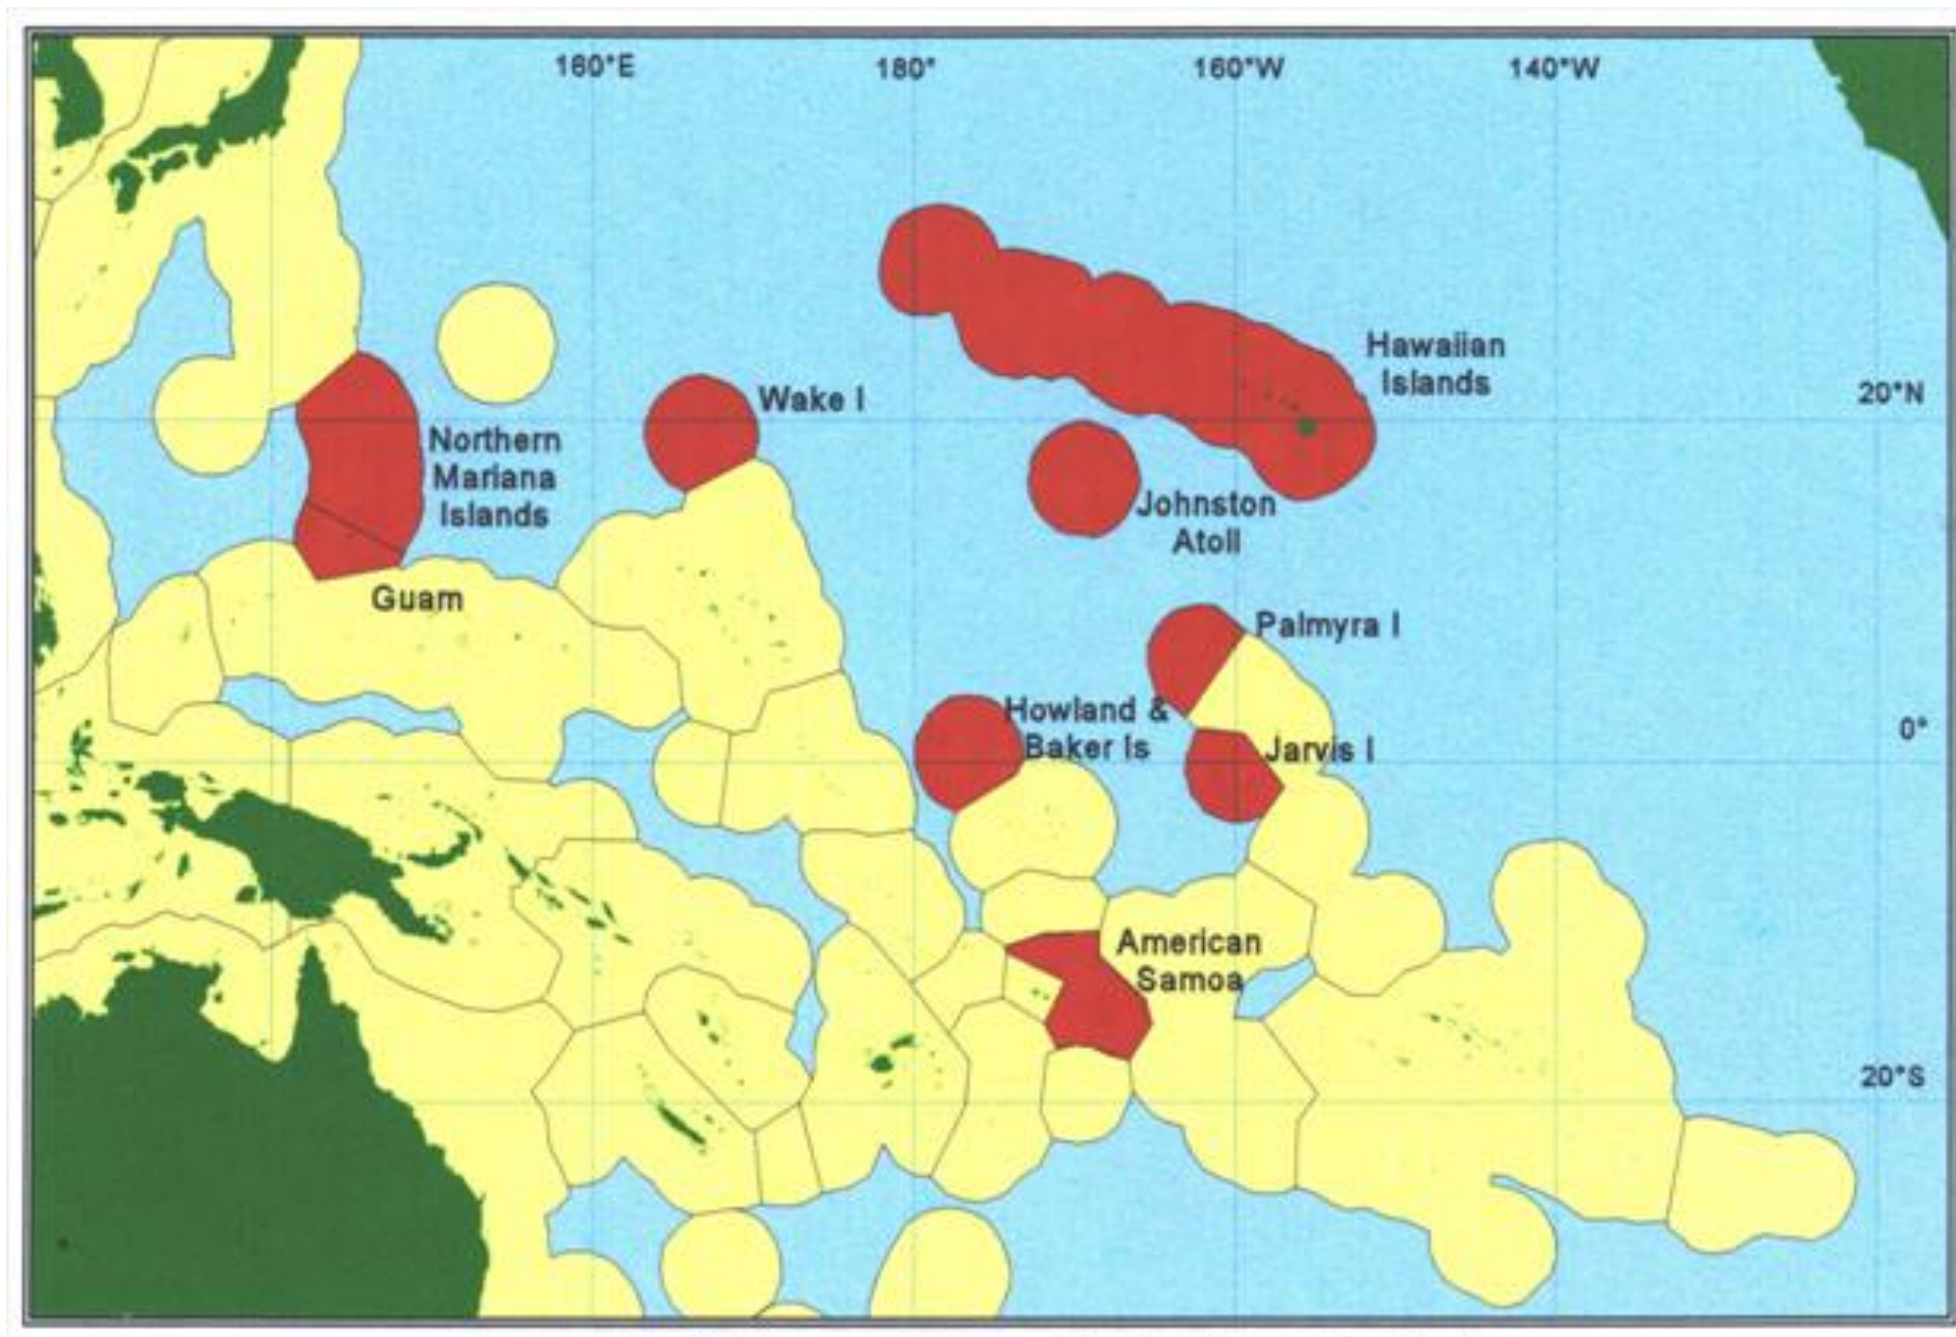 160°E
180°
160°W
140°W
Hawaiian
Islands
20°N
Wake I
Northern
Mariana
Islands
Johnston
Atoll
Guam
Palmyra I
Howland &
Baker Is
0°
Jarvis I
American
Samoa
20°S